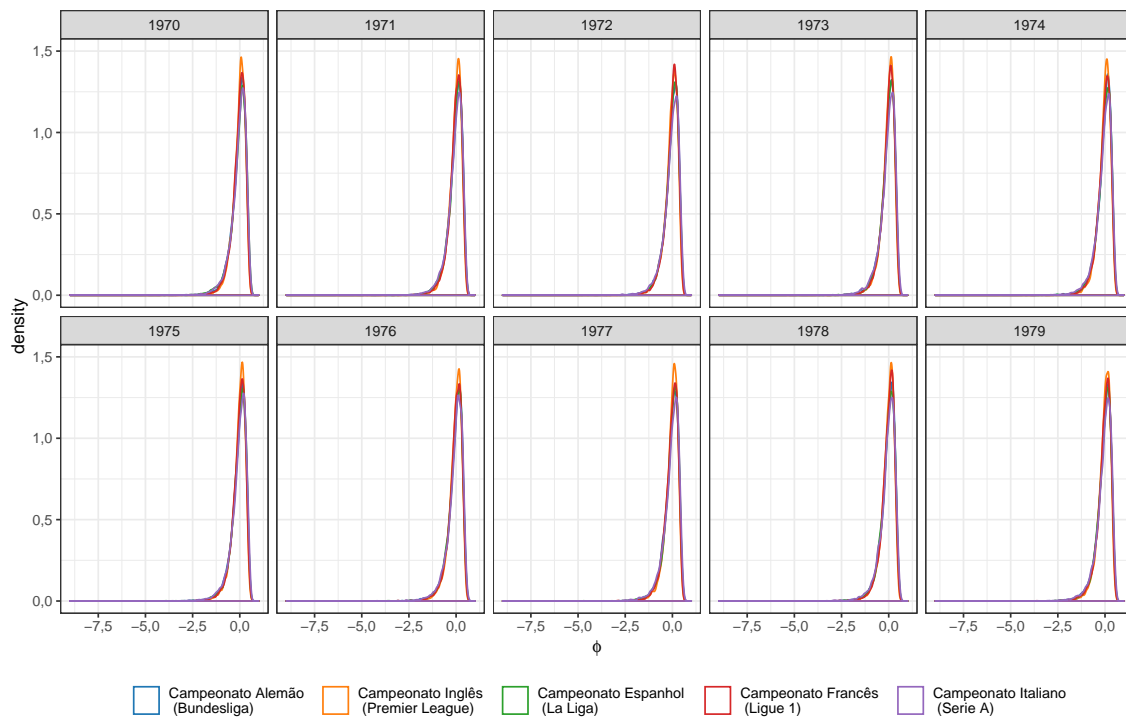 1970 1971 1972 1973 1974
1,5
1,0
0,5
0,0
1975 1976 1977 1978 1979
1,5
1,0
0,5
0,0
density
−7,5 −5,0 −2,5 0,0 −7,5 −5,0 −2,5 0,0 −7,5 −5,0 −2,5 0,0 −7,5 −5,0 −2,5 0,0 −7,5 −5,0 −2,5 0,0
ϕ
Campeonato Alemão Campeonato Inglês Campeonato Espanhol Campeonato Francês Campeonato Italiano
(Bundesliga) (Premier League) (La Liga) (Ligue 1) (Serie A)